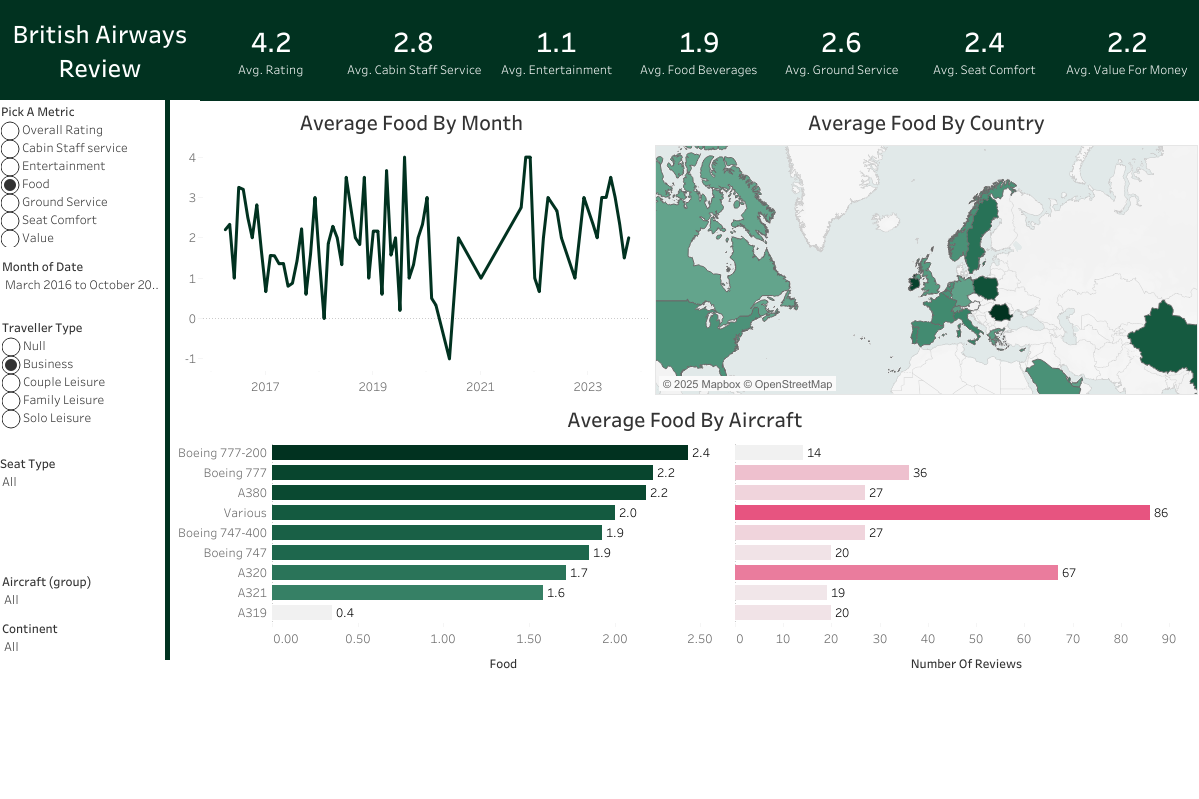 British Airways
Review
4.2
Avg. Rating
2.8
Avg. Cabin Staff Service
1.1
Avg. Entertainment
1.9
Avg. Food Beverages
2.6
Avg. Ground Service
2.4
Avg. Seat Comfort
2.2
Avg. Value For Money
Pick A Metric
Overall Rating
Cabin Staff service
Entertainment
Food
Ground Service
Seat Comfort
Value
Month of Date
March 2016 to October 20..
Traveller Type
Null
Business
Couple Leisure
Family Leisure
Solo Leisure
Seat Type
All
Aircraft (group)
All
Continent
All
Average Food By Month
4
3
2
1
0
-1
2017 2019 2021 2023
Average Food By Country
© 2025 Mapbox © OpenStreetMap
Average Food By Aircraft
Boeing 777-200 2.4 14
Boeing 777 2.2 36
A380 2.2 27
Various 2.0 86
Boeing 747-400 1.9 27
Boeing 747 1.9 20
A320 1.7 67
A321 1.6 19
A319 0.4 20
0.00 0.50 1.00 1.50 2.00 2.50 0 10 20 30 40 50 60 70 80 90
Food Number Of Reviews